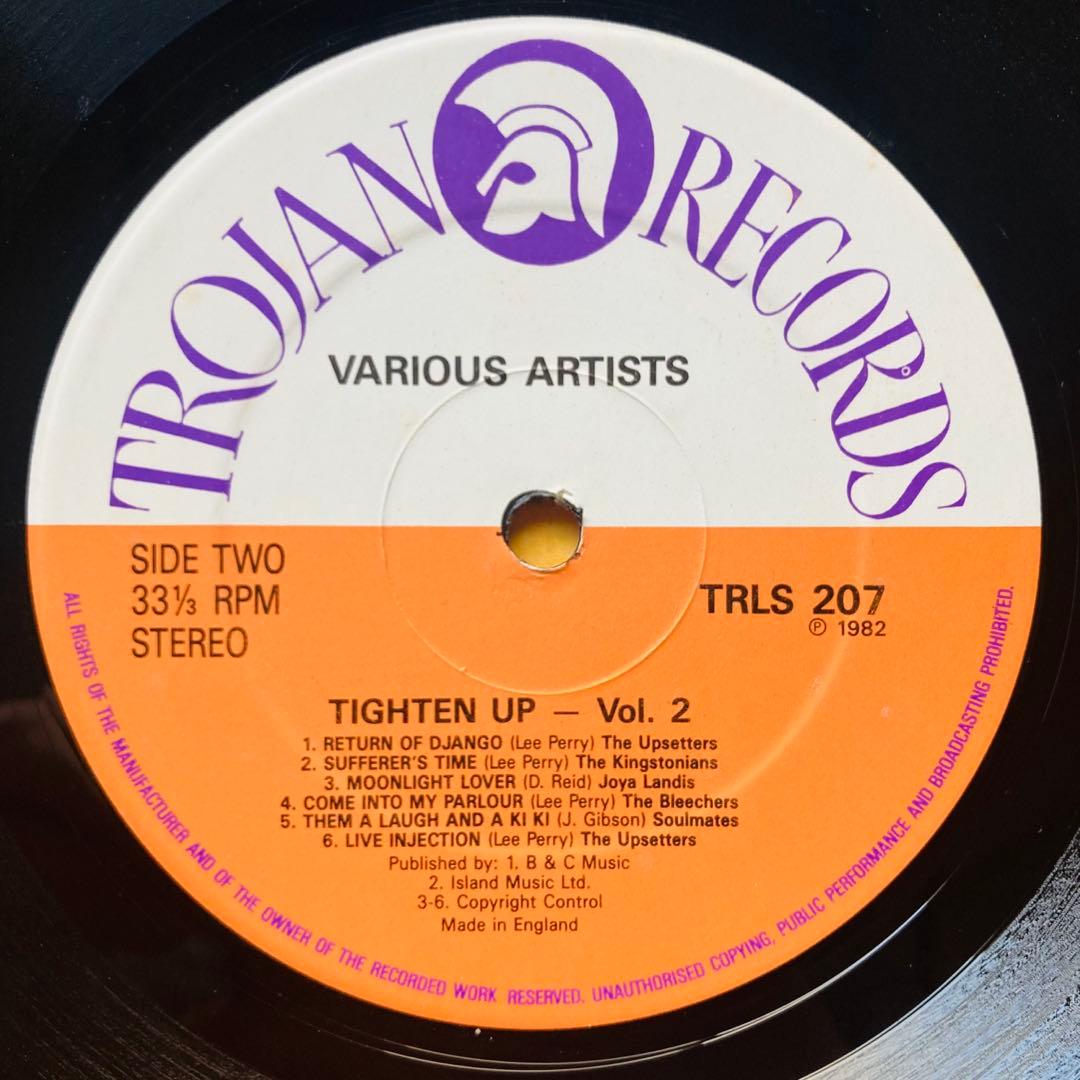 TROJAN RECORDS
VARIOUS ARTISTS
SIDE TWO
33⅓ RPM
STEREO
TRLS 207
℗ 1982
TIGHTEN UP — Vol. 2
1. RETURN OF DJANGO (Lee Perry) The Upsetters
2. SUFFERER'S TIME (Lee Perry) The Kingstonians
3. MOONLIGHT LOVER (D. Reid) Joya Landis
4. COME INTO MY PARLOUR (Lee Perry) The Bleechers
5. THEM A LAUGH AND A KI KI (J. Gibson) Soulmates
6. LIVE INJECTION (Lee Perry) The Upsetters
Published by: 1. B & C Music
2. Island Music Ltd.
3-6. Copyright Control
Made in England
ALL RIGHTS OF THE MANUFACTURER AND OF THE OWNER OF THE RECORDED WORK RESERVED. UNAUTHORISED COPYING, PUBLIC PERFORMANCE AND BROADCASTING PROHIBITED.